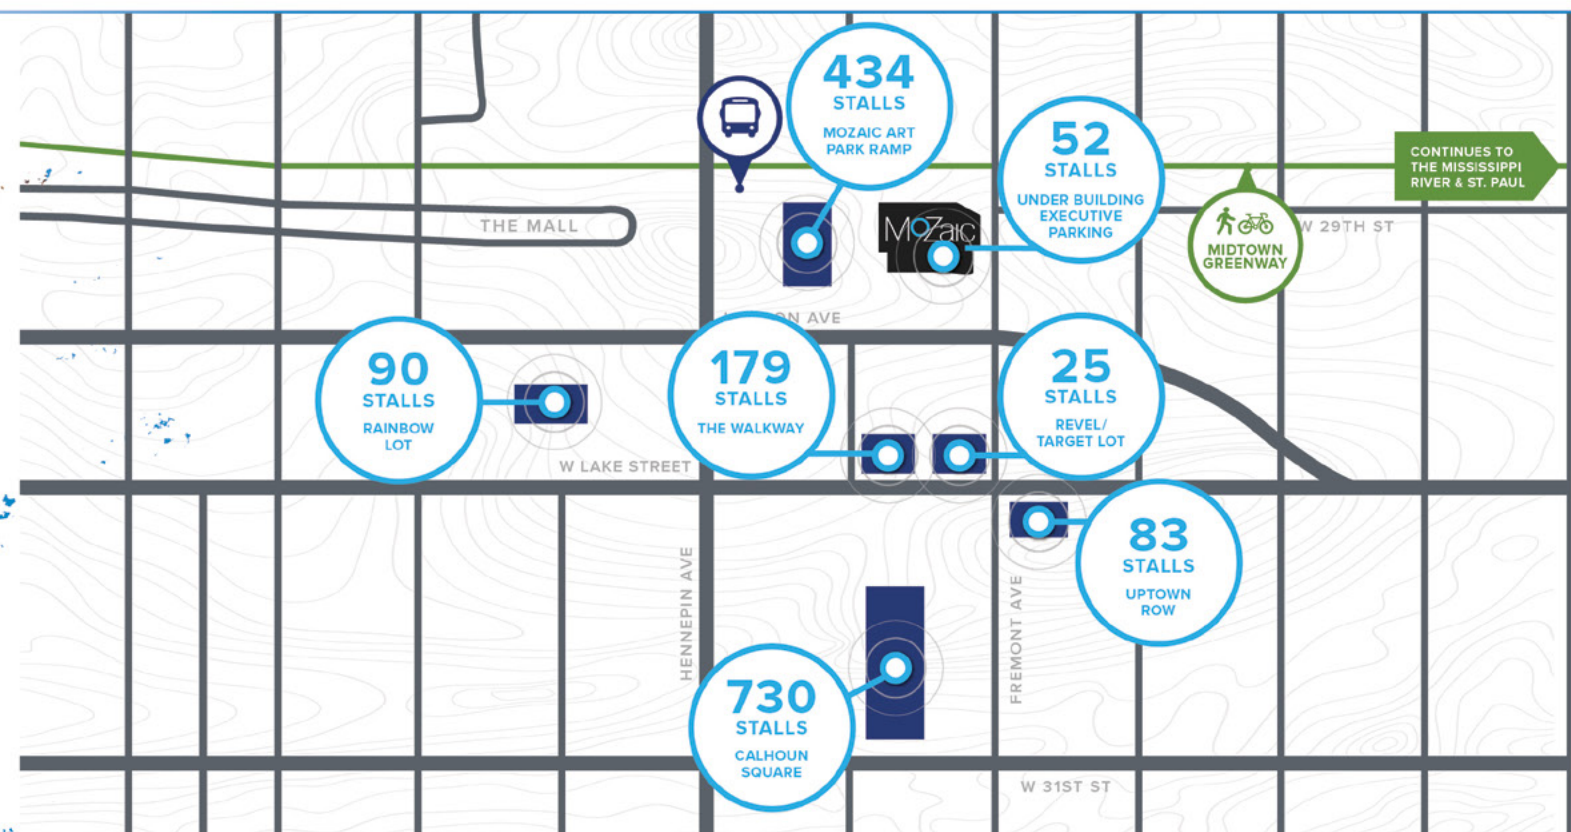 434
STALLS
MOZAIC ART
PARK RAMP
52
STALLS
UNDER BUILDING
EXECUTIVE
PARKING
CONTINUES TO
THE MISSISSIPPI
RIVER & ST. PAUL
THE MALL
MoZaic
W 29TH ST
MIDTOWN
GREENWAY
AVE
90
STALLS
RAINBOW
LOT
179
STALLS
THE WALKWAY
25
STALLS
REVEL/
TARGET LOT
W LAKE STREET
83
STALLS
UPTOWN
ROW
HENNEPIN AVE
FREMONT AVE
730
STALLS
CALHOUN
SQUARE
W 31ST ST